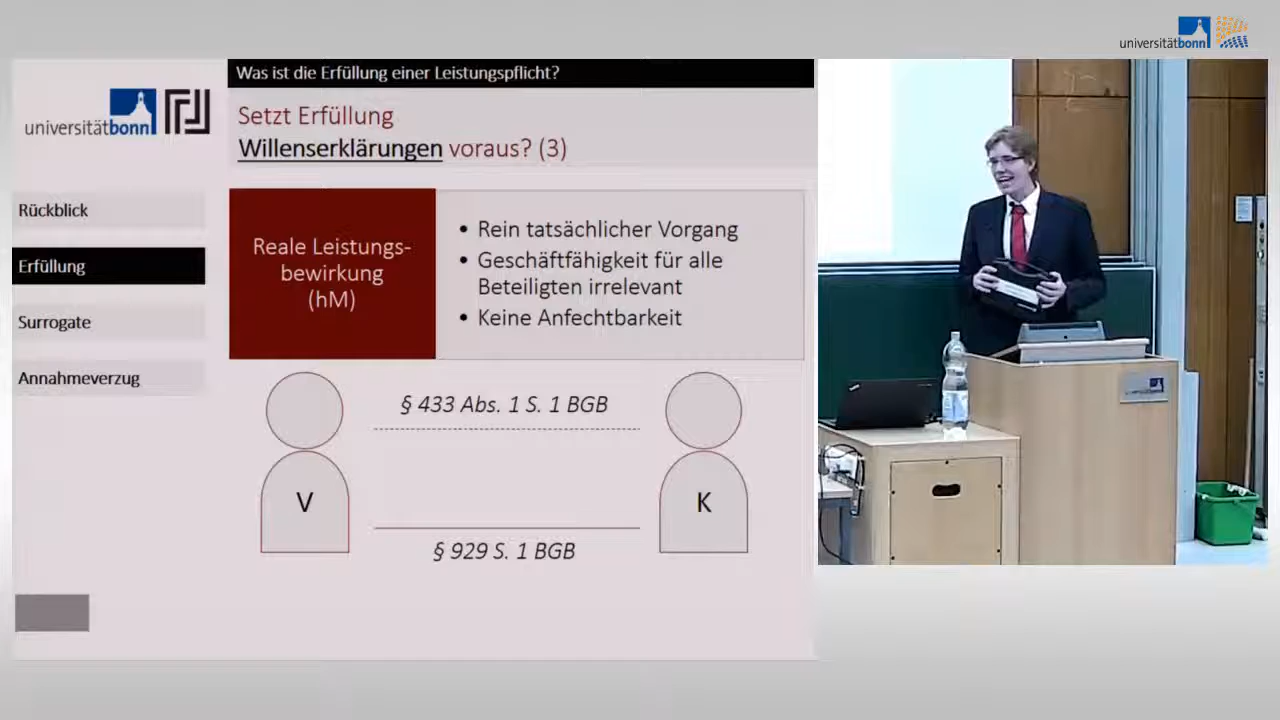 universitätbonn
Was ist die Erfüllung einer Leistungspflicht?
universitätbonn
Setzt Erfüllung
Willenserklärungen voraus? (3)
Rückblick
Erfüllung
Surrogate
Annahmeverzug
Reale Leistungs-
bewirkung
(hM)
• Rein tatsächlicher Vorgang
• Geschäftfähigkeit für alle
Beteiligten irrelevant
• Keine Anfechtbarkeit
§ 433 Abs. 1 S. 1 BGB
V
K
§ 929 S. 1 BGB